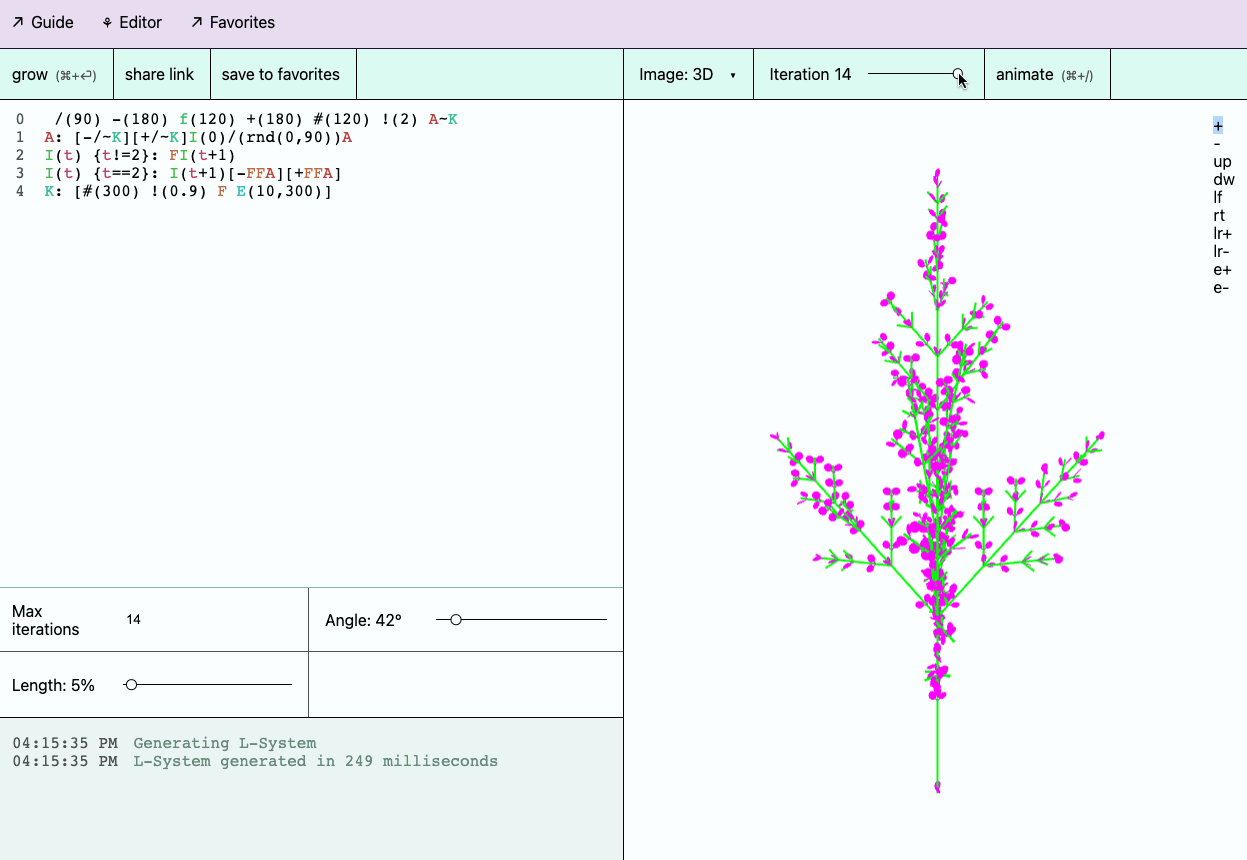 ↗ Guide ⚘ Editor ↗ Favorites
grow (⌘+⏎) share link save to favorites Image: 3D ▾ Iteration 14 animate (⌘+/)
0 /(90) -(180) f(120) +(180) #(120) !(2) A~K
1 A: [-/~K][+/~K]I(0)/(rnd(0,90))A
2 I(t) {t!=2}: FI(t+1)
3 I(t) {t==2}: I(t+1)[-FFA][+FFA]
4 K: [#(300) !(0.9) F E(10,300)]
+
-
up
dw
lf
rt
lr+
lr-
e+
e-
Max
iterations 14 Angle: 42º
Length: 5%
04:15:35 PM Generating L-System
04:15:35 PM L-System generated in 249 milliseconds